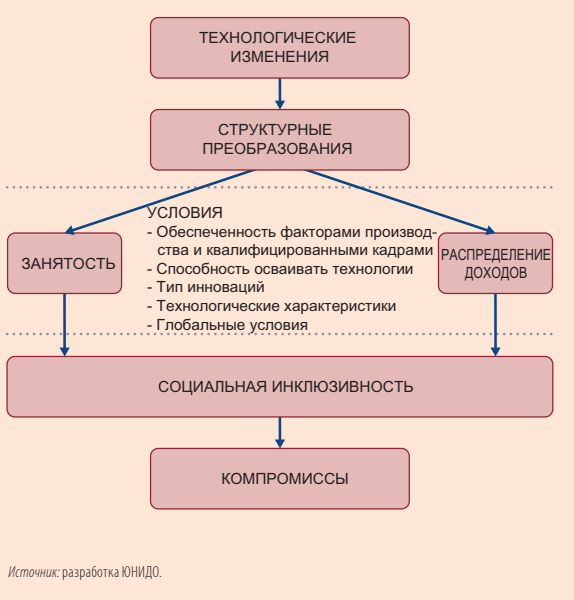 ТЕХНОЛОГИЧЕСКИЕ
ИЗМЕНЕНИЯ
СТРУКТУРНЫЕ
ПРЕОБРАЗОВАНИЯ
УСЛОВИЯ
- Обеспеченность факторами производ-
ства и квалифицированными кадрами
- Способность осваивать технологии
- Тип инноваций
- Технологические характеристики
- Глобальные условия
ЗАНЯТОСТЬ
РАСПРЕДЕЛЕНИЕ
ДОХОДОВ
СОЦИАЛЬНАЯ ИНКЛЮЗИВНОСТЬ
КОМПРОМИССЫ
Источник: разработка ЮНИДО.